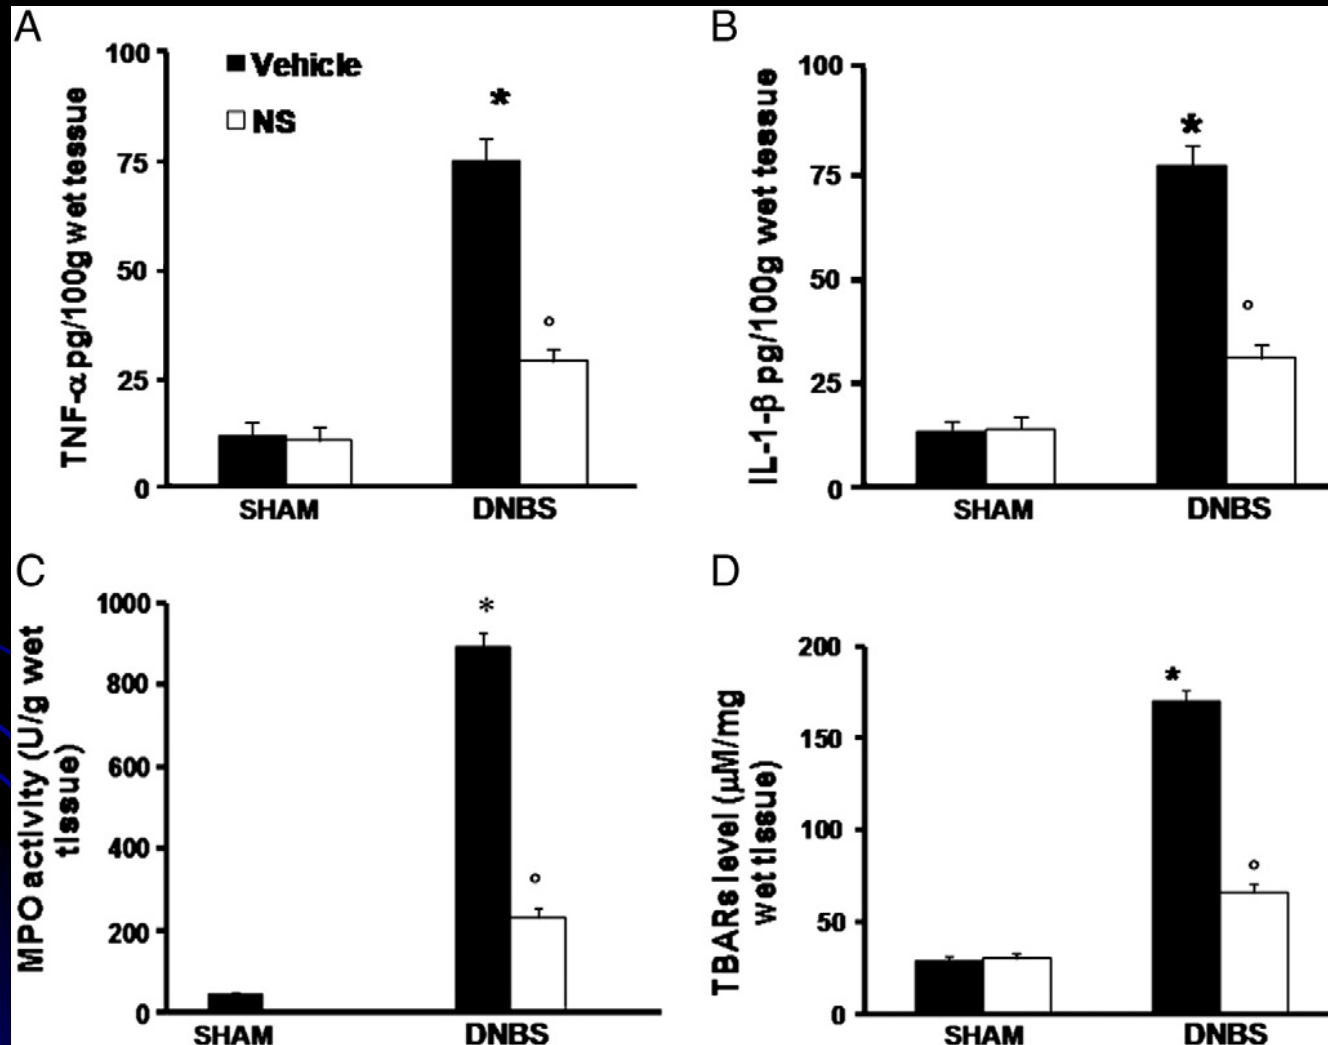 A
TNF-α pg/100g wet tessue
100
75
50
25
0
Vehicle
NS
*
°
SHAM
DNBS
B
IL-1-β pg/100g wet tessue
100
75
50
25
0
*
°
SHAM
DNBS
C
MPO activity (U/g wet
tissue)
1000
800
600
400
200
0
*
°
SHAM
DNBS
D
TBARs level (µM/mg
wet tissue)
200
150
100
50
0
*
°
SHAM
DNBS